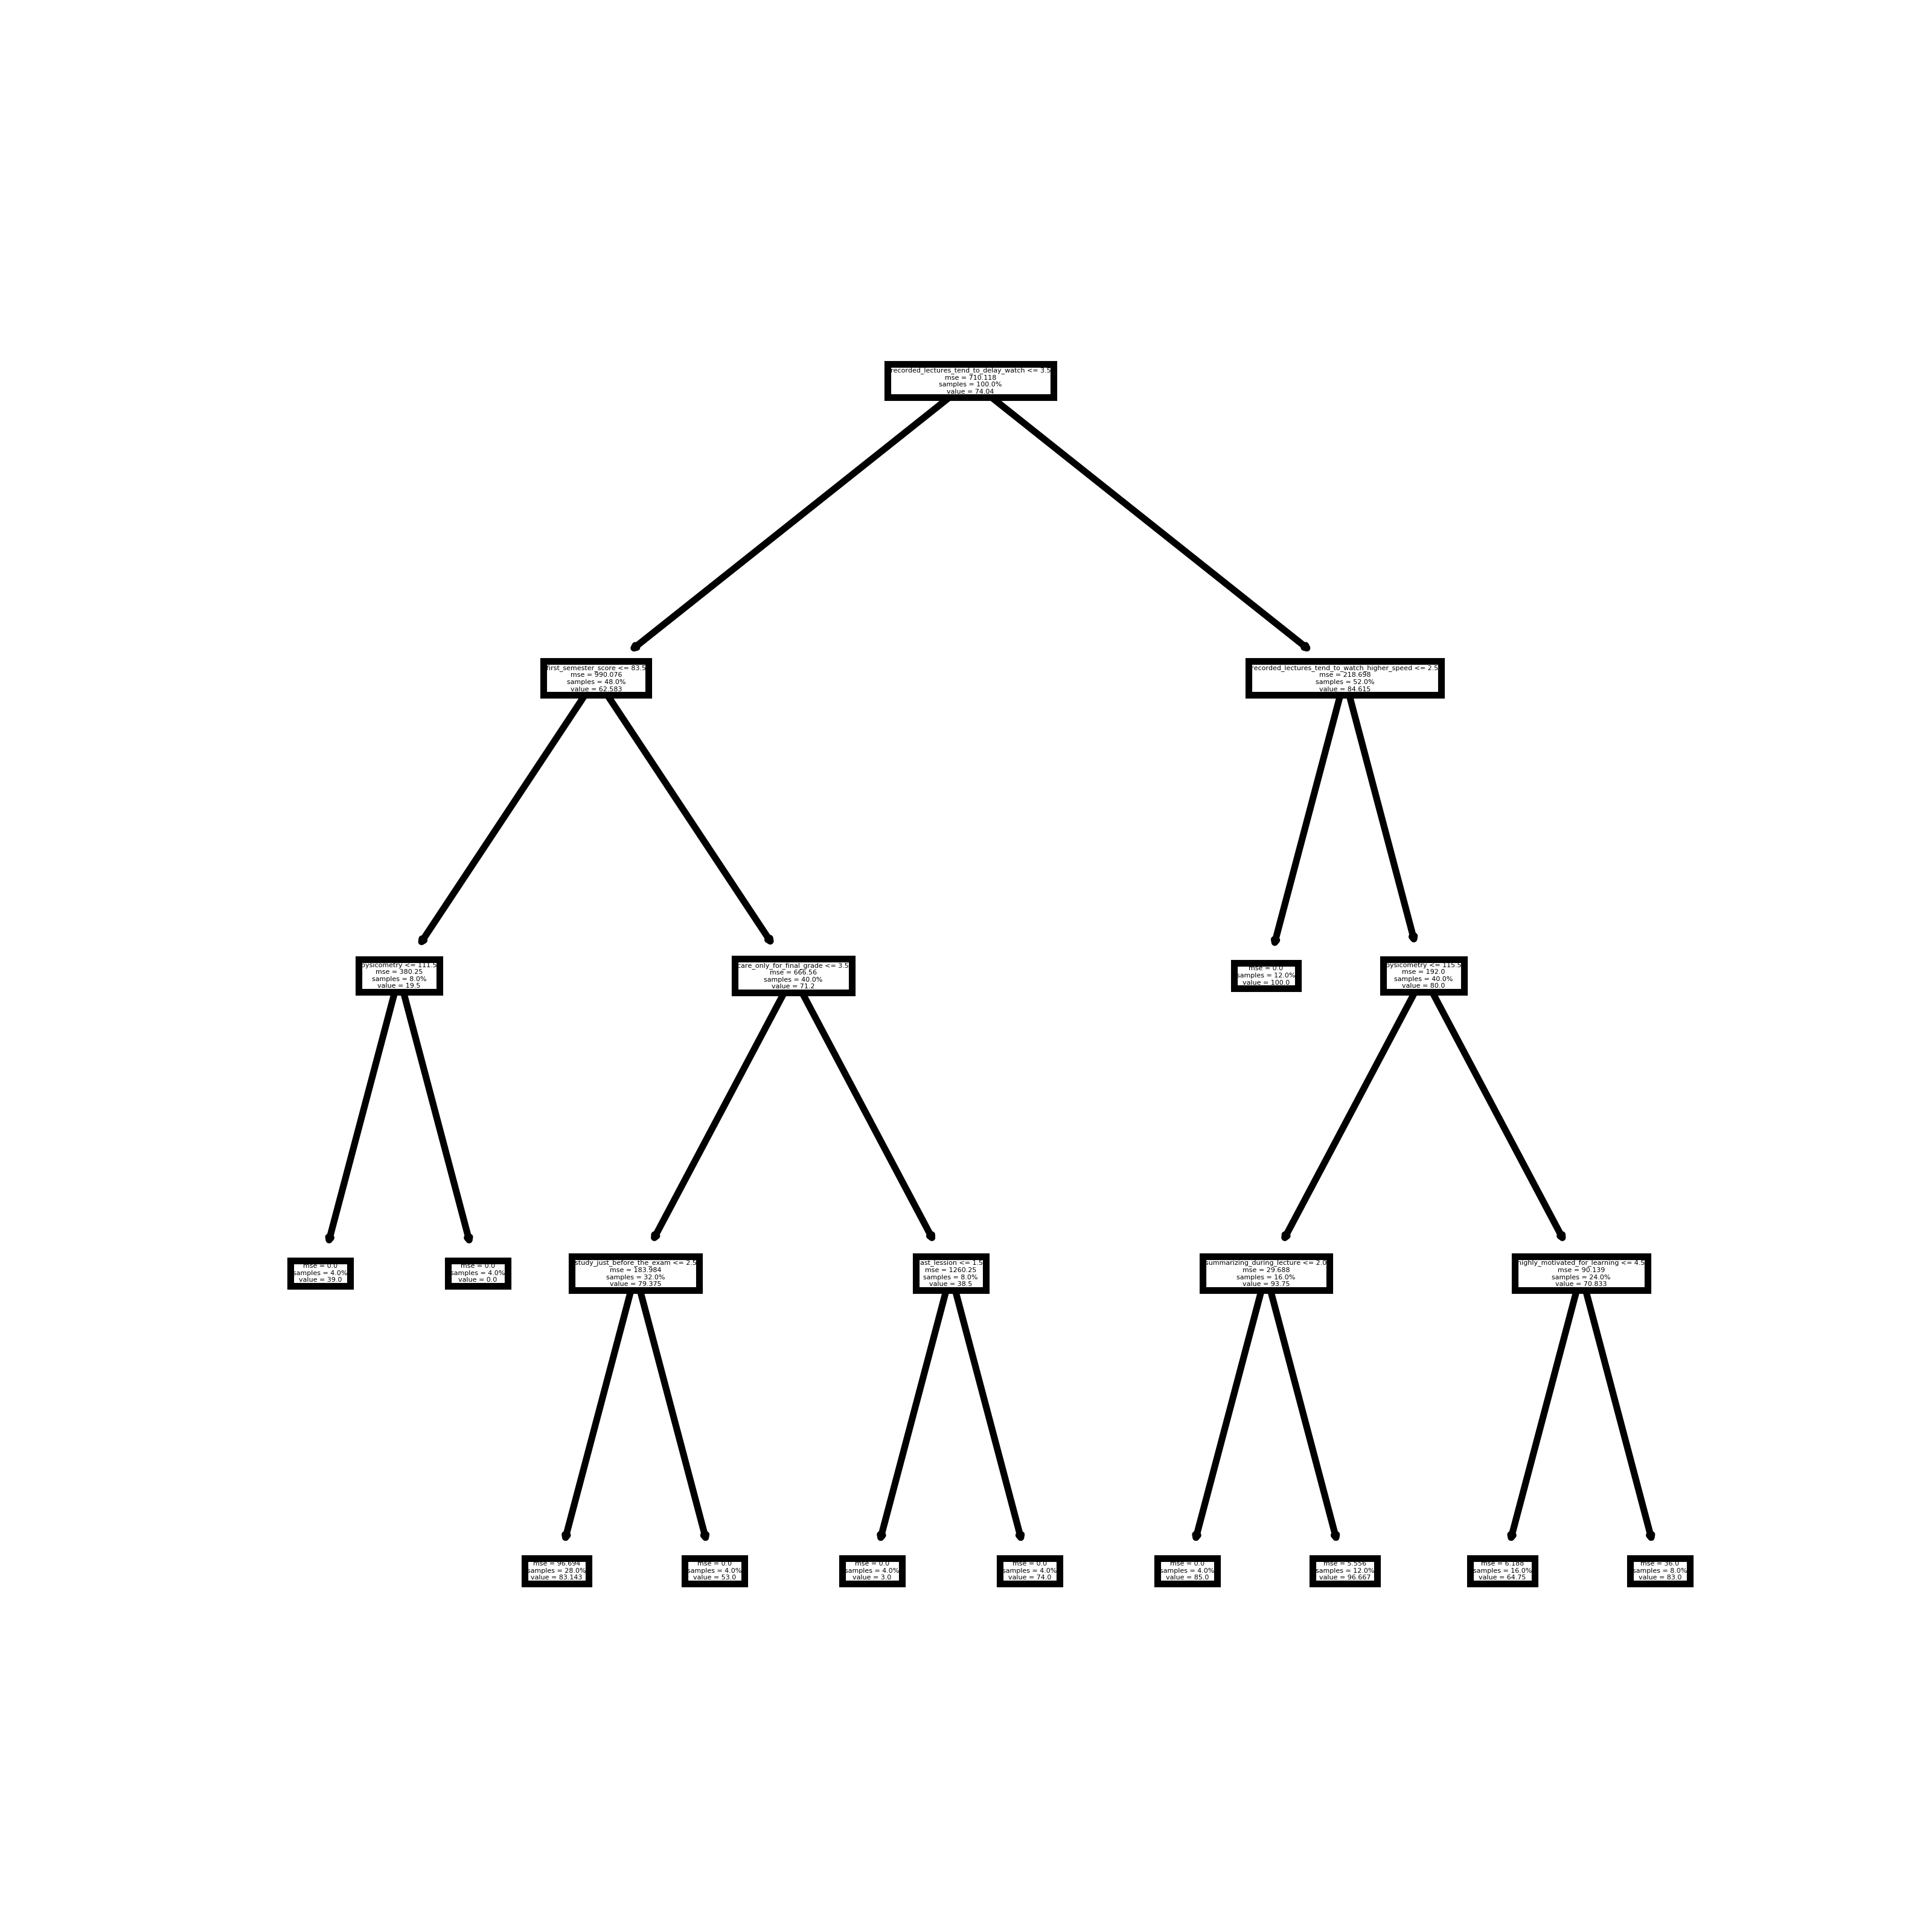 recorded_lectures_tend_to_delay_watch <= 3.5
mse = 710.118
samples = 100.0%
value = 74.04
first_semester_score <= 83.5
mse = 990.076
samples = 48.0%
value = 62.583
recorded_lectures_tend_to_watch_higher_speed <= 2.5
mse = 218.698
samples = 52.0%
value = 84.615
pysicometry <= 111.5
mse = 380.25
samples = 8.0%
value = 19.5
care_only_for_final_grade <= 3.5
mse = 666.56
samples = 40.0%
value = 71.2
mse = 0.0
samples = 12.0%
value = 100.0
pysicometry <= 115.5
mse = 192.0
samples = 40.0%
value = 80.0
mse = 0.0
samples = 4.0%
value = 39.0
mse = 0.0
samples = 4.0%
value = 0.0
study_just_before_the_exam <= 2.5
mse = 183.984
samples = 32.0%
value = 79.375
last_lession <= 1.5
mse = 1260.25
samples = 8.0%
value = 38.5
summarizing_during_lecture <= 2.0
mse = 29.688
samples = 16.0%
value = 93.75
highly_motivated_for_learning <= 4.5
mse = 90.139
samples = 24.0%
value = 70.833
mse = 96.694
samples = 28.0%
value = 83.143
mse = 0.0
samples = 4.0%
value = 53.0
mse = 0.0
samples = 4.0%
value = 3.0
mse = 0.0
samples = 4.0%
value = 74.0
mse = 0.0
samples = 4.0%
value = 85.0
mse = 5.556
samples = 12.0%
value = 96.667
mse = 6.188
samples = 16.0%
value = 64.75
mse = 36.0
samples = 8.0%
value = 83.0